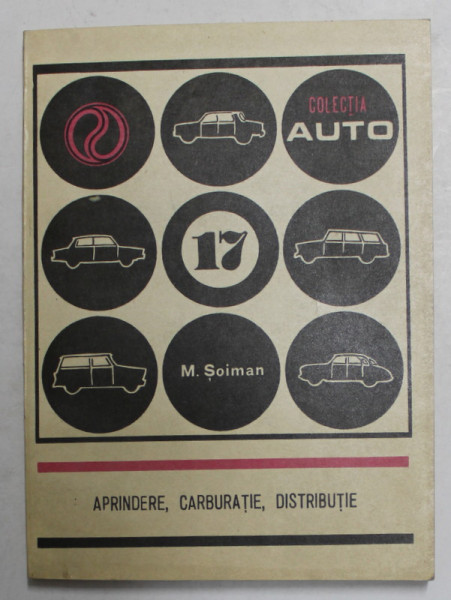 COLECȚIA
AUTO
17
M. Șoiman
APRINDERE, CARBURAȚIE, DISTRIBUȚIE